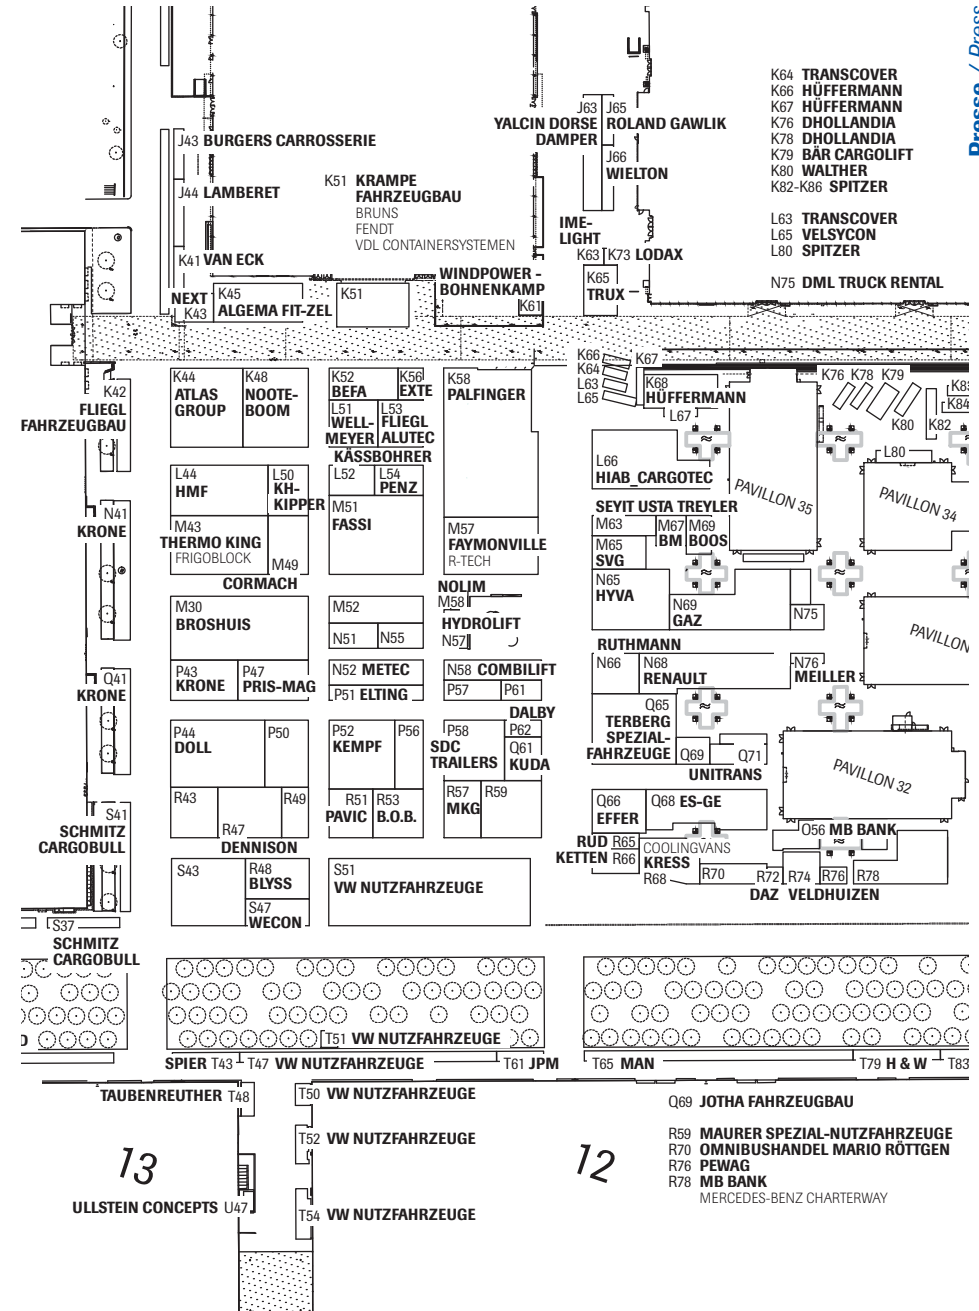 Presse / Press
K64 TRANSCOVER
K66 HÜFFERMANN
K67 HÜFFERMANN
K76 DHOLLANDIA
K78 DHOLLANDIA
K79 BÄR CARGOLIFT
K80 WALTHER
K82-K86 SPITZER
L63 TRANSCOVER
L65 VELSYCON
L80 SPITZER
N75 DML TRUCK RENTAL
J63 J65
YALCIN DORSE ROLAND GAWLIK
DAMPER
J66
WIELTON
J43 BURGERS CARROSSERIE
J44 LAMBERET
K41 VAN ECK
K51 KRAMPE
FAHRZEUGBAU
BRUNS
FENDT
VDL CONTAINERSYSTEMEN
IME-
LIGHT
K63 K73 LODAX
K65
TRUX
WINDPOWER -
BOHNENKAMP
K61
NEXT
K43
K45
ALGEMA FIT-ZEL
K51
K42
FLIEGL
FAHRZEUGBAU
K44
ATLAS
GROUP
K48
NOOTE-
BOOM
K52
BEFA
K56
EXTE
L51
WELL-
MEYER
L53
FLIEGL
ALUTEC
KÄSSBOHRER
K58
PALFINGER
K66
K64
L63
L65
K67
K68
HÜFFERMANN
L67
K76 K78 K79
K80
K82
K83
K84
L80
L66
HIAB_CARGOTEC
PAVILLON 35
PAVILLON 34
L44
HMF
L50
KH-
KIPPER
L52
L54
PENZ
M51
FASSI
N41
KRONE
M43
THERMO KING
FRIGOBLOCK
M49
CORMACH
M57
FAYMONVILLE
R-TECH
SEYIT USTA TREYLER
M63
M67
BM
M69
BOOS
M65
SVG
N65
HYVA
N69
GAZ
N75
M30
BROSHUIS
M52
N51
N55
NOLIM
M58
HYDROLIFT
N57
PAVILLON
Q41
KRONE
P43
KRONE
P47
PRIS-MAG
N52 METEC
P51 ELTING
N58 COMBILIFT
P57
P61
DALBY
RUTHMANN
N66
N68
RENAULT
N76
MEILLER
P44
DOLL
P50
P52
KEMPF
P56
P58
SDC
TRAILERS
P62
Q61
KUDA
Q65
TERBERG
SPEZIAL-
FAHRZEUGE
Q69
Q71
UNITRANS
PAVILLON 32
S41
SCHMITZ
CARGOBULL
R43
R47
DENNISON
R49
R51
PAVIC
R53
B.O.B.
R57
MKG
R59
Q66
EFFER
Q68 ES-GE
O56 MB BANK
RUD
KETTEN
R65
R66
COOLINGVANS
KRESS
R68
R70
R72
R74
R76
R78
DAZ VELDHUIZEN
S43
R48
BLYSS
S47
WECON
S51
VW NUTZFAHRZEUGE
S37
SCHMITZ
CARGOBULL
T51 VW NUTZFAHRZEUGE
SPIER T43 T47 VW NUTZFAHRZEUGE
T61 JPM
T65 MAN
T79 H & W
T83
TAUBENREUTHER T48
T50 VW NUTZFAHRZEUGE
T52 VW NUTZFAHRZEUGE
T54 VW NUTZFAHRZEUGE
13
12
ULLSTEIN CONCEPTS U47
Q69 JOTHA FAHRZEUGBAU
R59 MAURER SPEZIAL-NUTZFAHRZEUGE
R70 OMNIBUSHANDEL MARIO RÖTTGEN
R76 PEWAG
R78 MB BANK
MERCEDES-BENZ CHARTERWAY